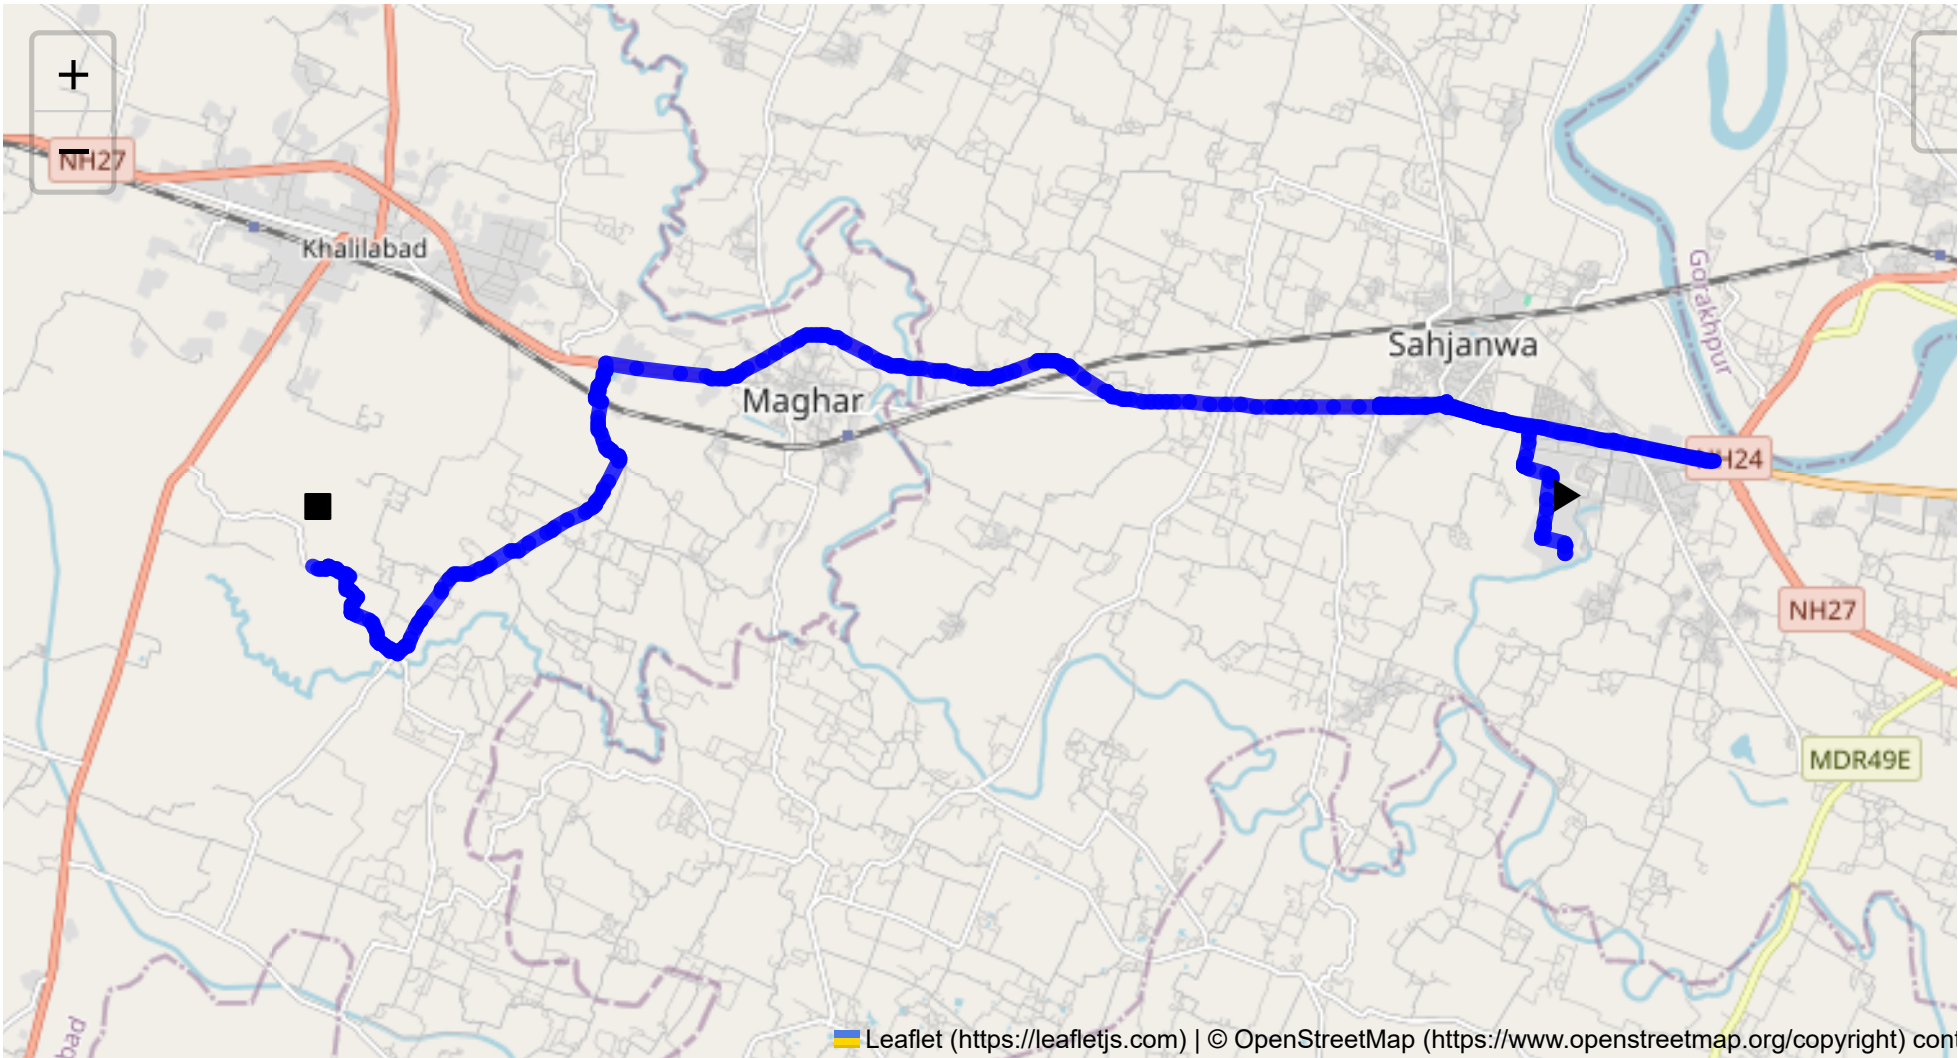 +
−
NH27
Khalilabad
Gorakhpur
Sahjanwa
Maghar
NH24
NH27
MDR49E
bad
Leaflet (https://leafletjs.com) | © OpenStreetMap (https://www.openstreetmap.org/copyright) con